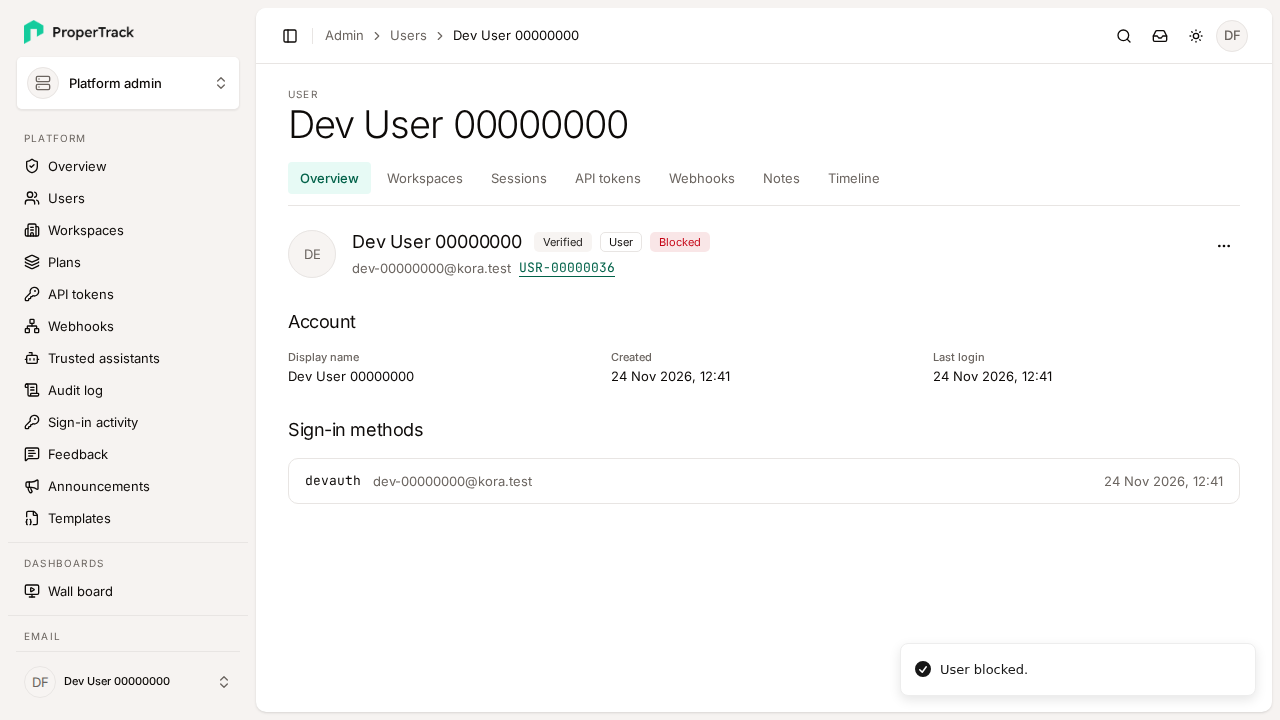 ProperTrack
Platform admin
PLATFORM
Overview
Users
Workspaces
Plans
API tokens
Webhooks
Trusted assistants
Audit log
Sign-in activity
Feedback
Announcements
Templates
DASHBOARDS
Wall board
EMAIL
DF Dev User 00000000
Admin > Users > Dev User 00000000
DF
USER
Dev User 00000000
Overview Workspaces Sessions API tokens Webhooks Notes Timeline
DE
Dev User 00000000 Verified User Blocked
dev-00000000@kora.test USR-00000036
Account
Display name Created Last login
Dev User 00000000 24 Nov 2026, 12:41 24 Nov 2026, 12:41
Sign-in methods
devauth dev-00000000@kora.test 24 Nov 2026, 12:41
User blocked.